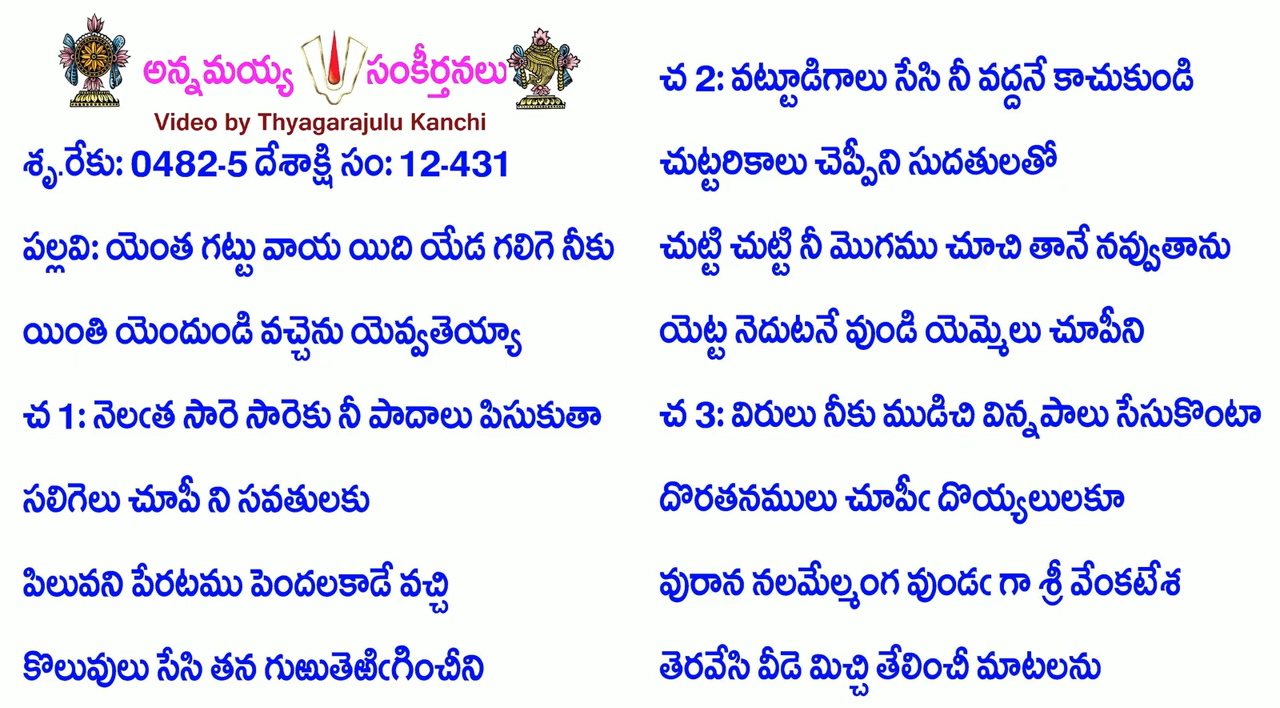 అన్నమయ్య సంకీర్తనలు
Video by Thyagarajulu Kanchi
శృ.రేకు: 0482-5 దేశాక్షి సం: 12-431
పల్లవి: యెంత గట్టు వాయ యిది యేడ గలిగె నీకు
యింతి యెందుండి వచ్చెను యెవ్వతెయ్యా
చ 1: నెలఁత సారె సారెకు నీ పాదాలు పిసుకుతా
సలిగెలు చూపీ ని సవతులకు
పిలువని పేరటము పెందలకాడే వచ్చి
కొలువులు సేసి తన గుఱుతెఱిఁగించీని
చ 2: వట్టూడిగాలు సేసి నీ వద్దనే కాచుకుండి
చుట్టరికాలు చెప్పీని సుదతులతో
చుట్టి చుట్టి నీ మొగము చూచి తానే నవ్వుతాను
యెట్ట నెదుటనే వుండి యెమ్మెలు చూపీని
చ 3: విరులు నీకు ముడిచి విన్నపాలు సేసుకొంటా
దొరతనములు చూపీఁ దొయ్యలులకూ
వురాన నలమేల్మంగ వుండఁ గా శ్రీ వేంకటేశ
తెరవేసి వీడె మిచ్చి తేలించీ మాటలను